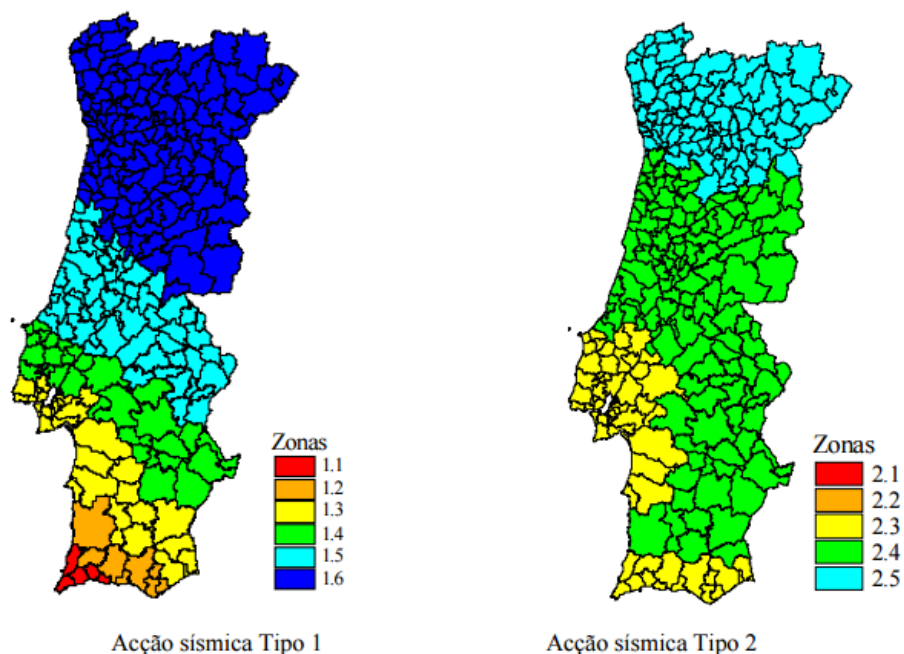 Zonas
1.1
1.2
1.3
1.4
1.5
1.6
Acção sísmica Tipo 1
Zonas
2.1
2.2
2.3
2.4
2.5
Acção sísmica Tipo 2